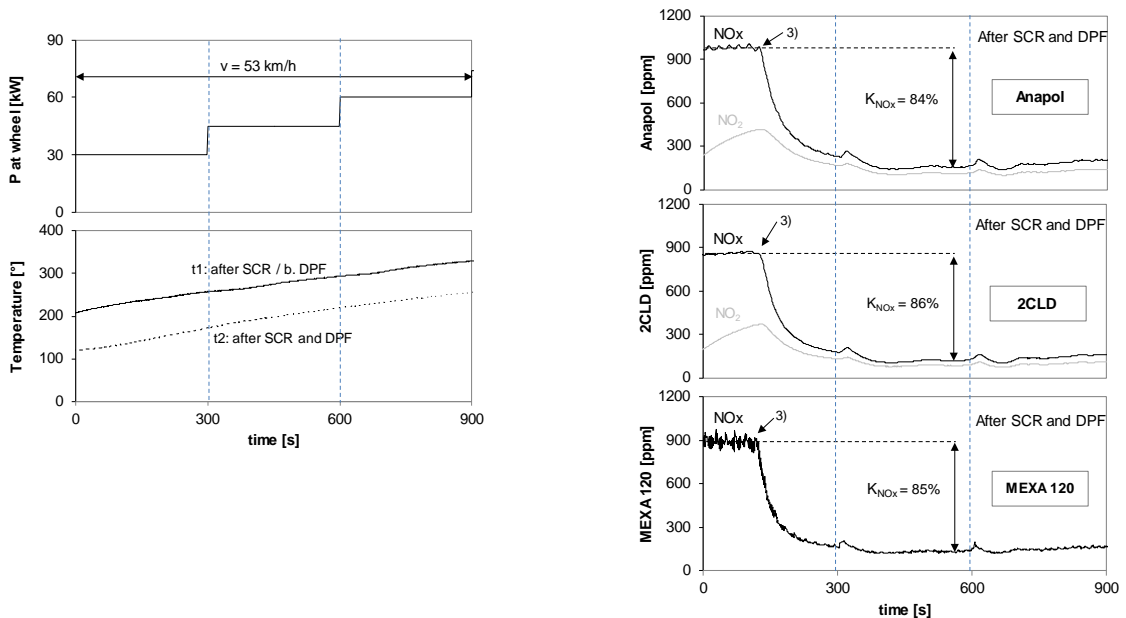 90
60
30
0
P at wheel [kW]
v = 53 km/h
400
300
200
100
0
Temperature [°]
t1: after SCR / b. DPF
t2: after SCR and DPF
0 300 600 900
time [s]
1200
900
600
300
0
Anapol [ppm]
NOx
3)
After SCR and DPF
KNOx = 84%
Anapol
NO2
1200
900
600
300
0
2CLD [ppm]
NOx
3)
After SCR and DPF
KNOx = 86%
2CLD
NO2
1200
900
600
300
0
MEXA 120 [ppm]
NOx
3)
After SCR and DPF
KNOx = 85%
MEXA 120
0 300 600 900
time [s]